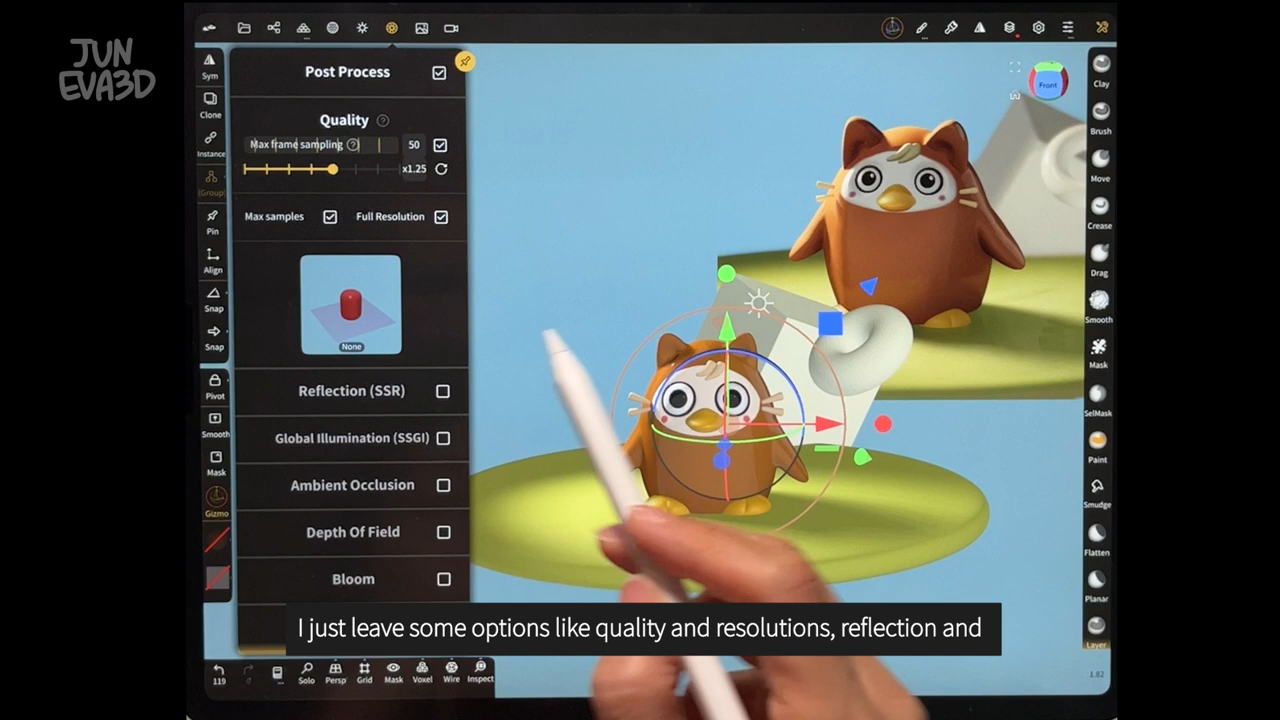 JUN
EVA3D
Sym
Clone
Instance
(Group)
Pin
Align
Snap
Snap
Pivot
Smooth
Mask
Gizmo
Post Process
Quality ?
Max frame sampling ? 50
x1.25
Max samples Full Resolution
None
Reflection (SSR)
Global Illumination (SSGI)
Ambient Occlusion
Depth Of Field
Bloom
Front
Clay
Brush
Move
Crease
Drag
Smooth
Mask
SelMask
Paint
Smudge
Flatten
Planar
Layer
I just leave some options like quality and resolutions, reflection and
119 Solo Persp Grid Mask Voxel Wire Inspect
1.82